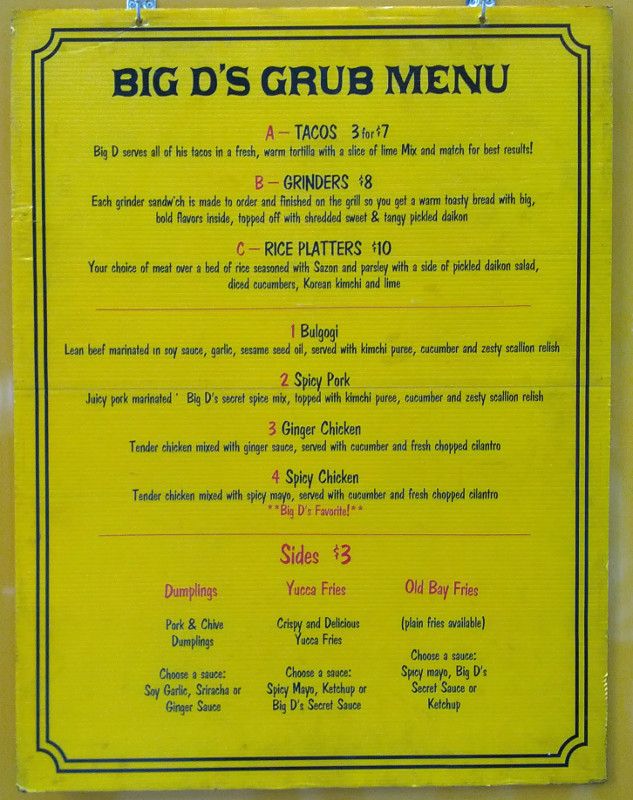 BIG D'S GRUB MENU
A – TACOS 3 for $7
Big D serves all of his tacos in a fresh, warm tortilla with a slice of lime Mix and match for best results!
B – GRINDERS $8
Each grinder sandw'ch is made to order and finished on the grill so you get a warm toasty bread with big,
bold flavors inside, topped off with shredded sweet & tangy pickled daikon
C – RICE PLATTERS $10
Your choice of meat over a bed of rice seasoned with Sazon and parsley with a side of pickled daikon salad,
diced cucumbers, Korean kimchi and lime
1 Bulgogi
Lean beef marinated in soy sauce, garlic, sesame seed oil, served with kimchi puree, cucumber and zesty scallion relish
2 Spicy Pork
Juicy pork marinated ' Big D's secret spice mix, topped with kimchi puree, cucumber and zesty scallion relish
3 Ginger Chicken
Tender chicken mixed with ginger sauce, served with cucumber and fresh chopped cilantro
4 Spicy Chicken
Tender chicken mixed with spicy mayo, served with cucumber and fresh chopped cilantro
**Big D's Favorite!**
Sides $3
Dumplings
Pork & Chive
Dumplings
Choose a sauce:
Soy Garlic, Sriracha or
Ginger Sauce
Yucca Fries
Crispy and Delicious
Yucca Fries
Choose a sauce:
Spicy Mayo, Ketchup or
Big D's Secret Sauce
Old Bay Fries
(plain fries available)
Choose a sauce:
Spicy mayo, Big D's
Secret Sauce or
Ketchup